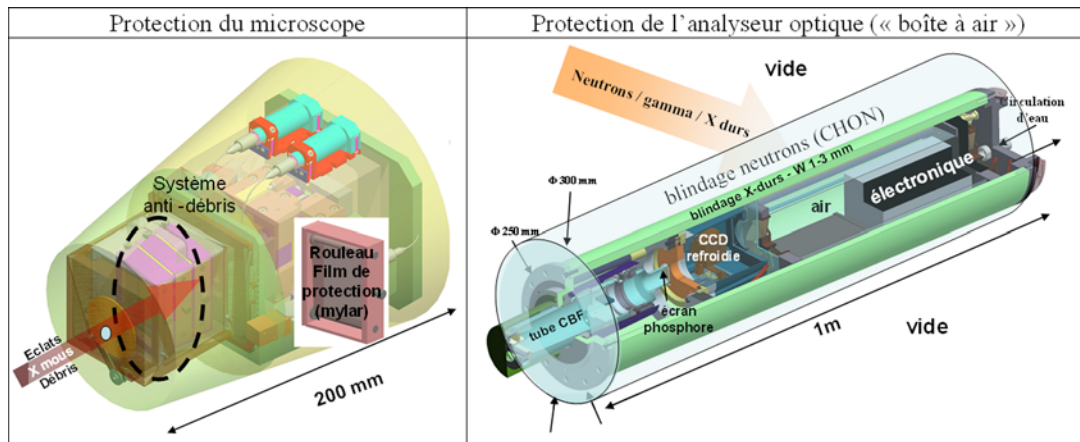 Protection du microscope
Protection de l'analyseur optique (« boîte à air »)
Système
anti -débris
Rouleau
Film de
protection
(mylar)
Eclats
X mous
Débris
200 mm
vide
Neutrons / gamma / X durs
Circulation
d'eau
blindage neutrons (CHON)
blindage X-durs - W 1-3 mm
électronique
air
Φ 300 mm
Φ 250 mm
CCD
refroidie
écran
phosphore
tube CBF
1m
vide